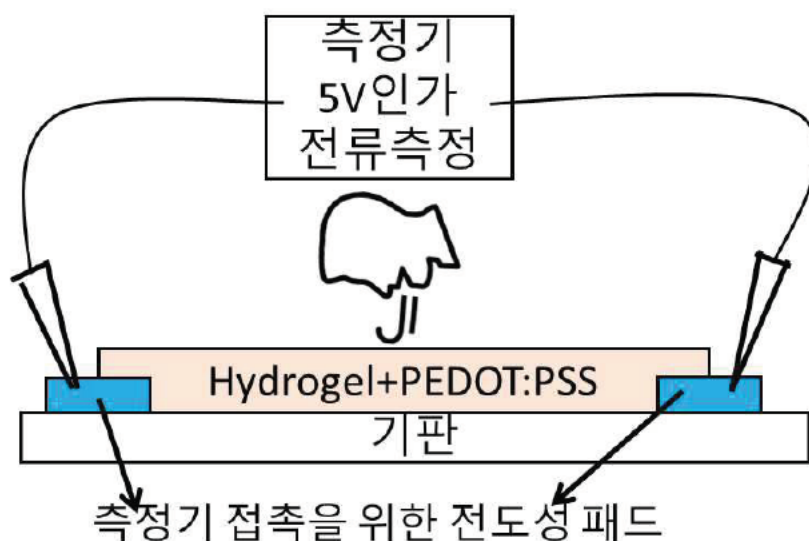 측정기
5V인가
전류측정
Hydrogel+PEDOT:PSS
기판
측정기 접촉을 위한 전도성 패드